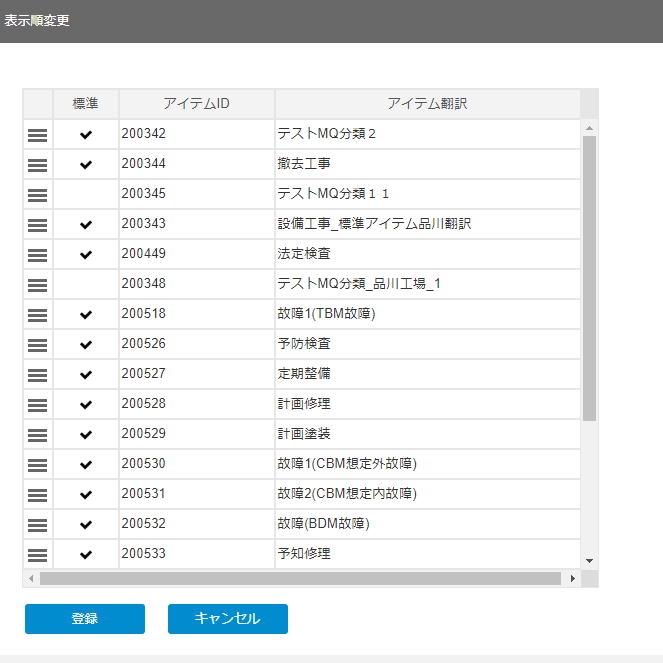 表示順変更
標準 アイテムID アイテム翻訳
200342 テストMQ分類２
200344 撤去工事
200345 テストMQ分類１１
200343 設備工事_標準アイテム品川翻訳
200449 法定検査
200348 テストMQ分類_品川工場_1
200518 故障1(TBM故障)
200526 予防検査
200527 定期整備
200528 計画修理
200529 計画塗装
200530 故障1(CBM想定外故障)
200531 故障2(CBM想定内故障)
200532 故障(BDM故障)
200533 予知修理
登録 キャンセル